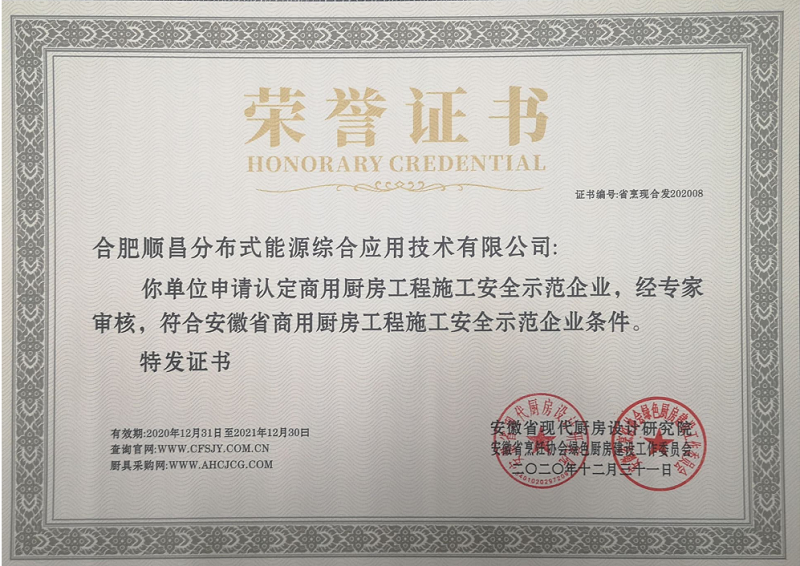 荣誉证书
HONORARY CREDENTIAL
证书编号:省烹现合发202008
合肥顺昌分布式能源综合应用技术有限公司:
你单位申请认定商用厨房工程施工安全示范企业，经专家
审核，符合安徽省商用厨房工程施工安全示范企业条件。
特发证书
有效期:2020年12月31日至2021年12月30日
查询官网:WWW.CFSJY.COM.CN
厨具采购网:WWW.AHCJCG.COM
安徽省现代厨房设计研究院
安徽省烹饪协会绿色厨房建设工作委员会
二〇二〇年十二月三十一日